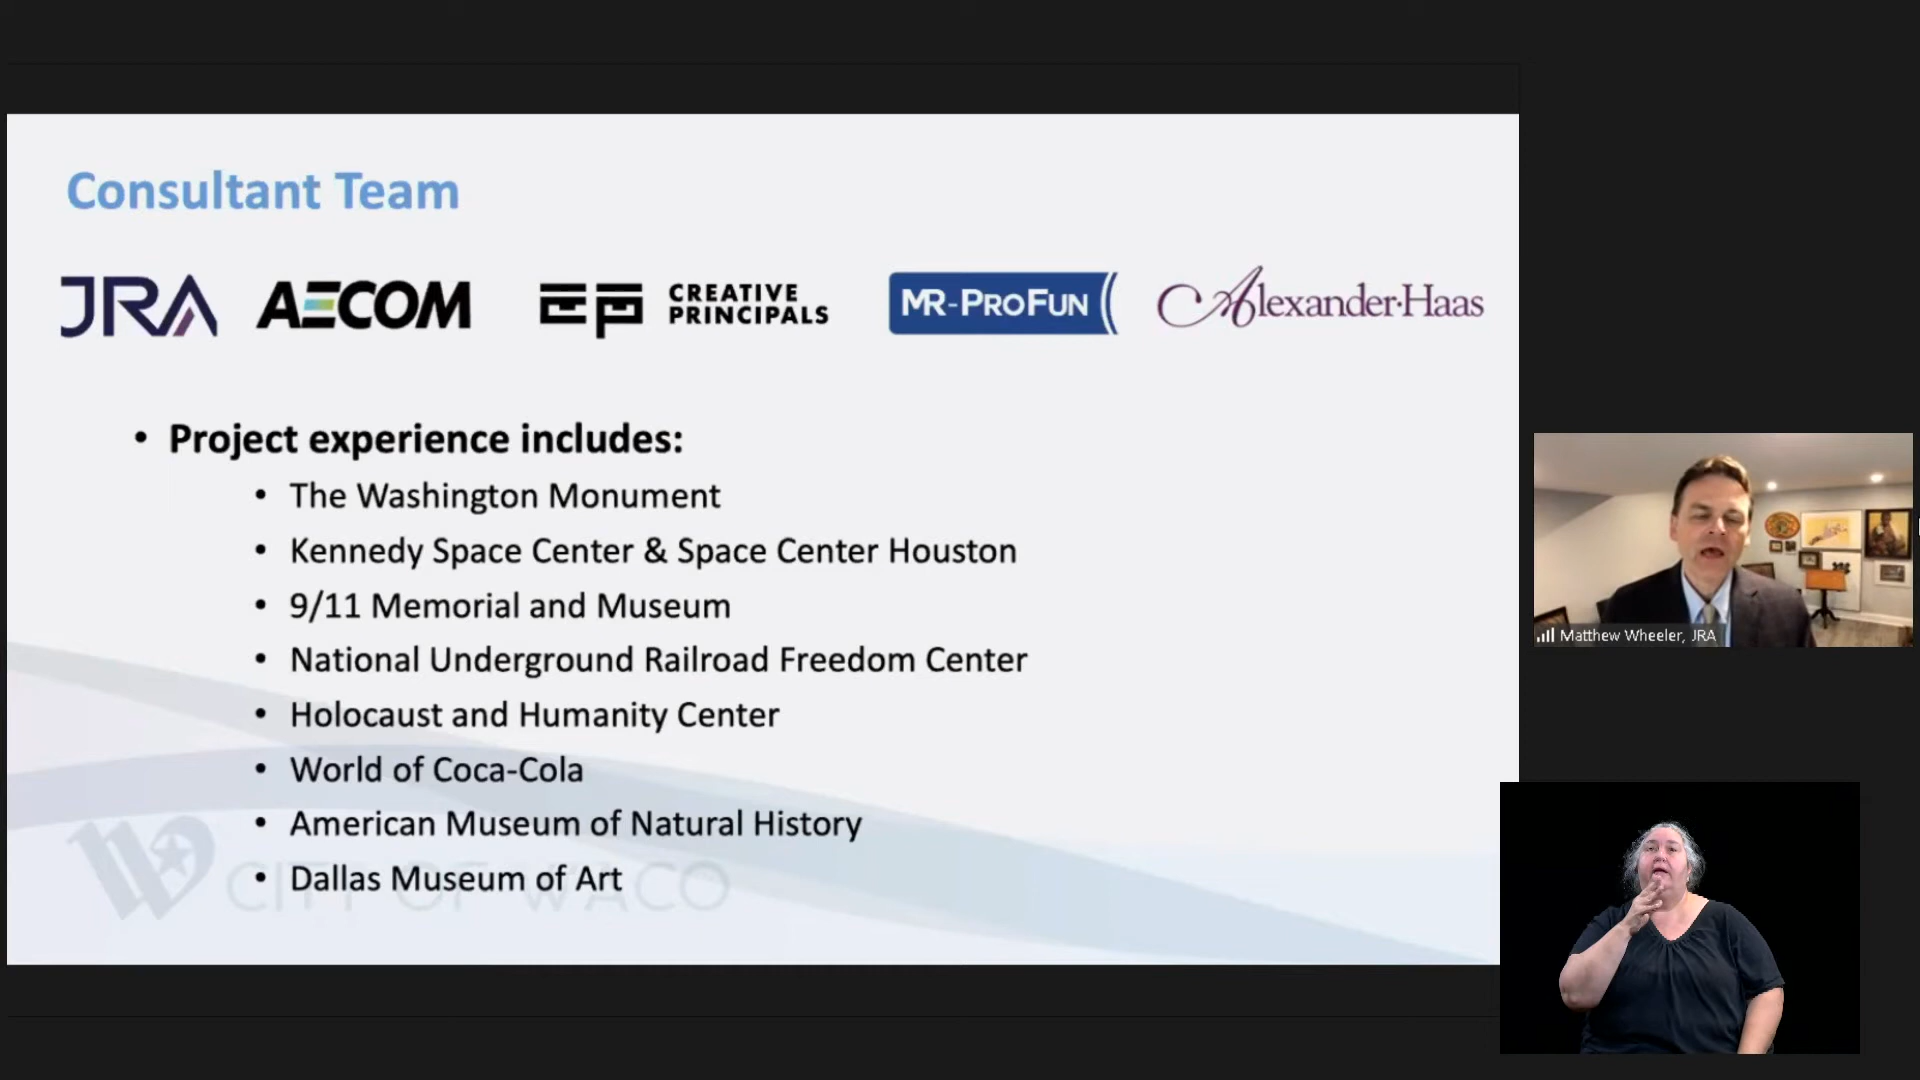 Consultant Team
JRA
AECOM
CREATIVE
PRINCIPALS
MR-PROFUN
Alexander·Haas
• Project experience includes:
• The Washington Monument
• Kennedy Space Center & Space Center Houston
• 9/11 Memorial and Museum
• National Underground Railroad Freedom Center
• Holocaust and Humanity Center
• World of Coca-Cola
• American Museum of Natural History
• Dallas Museum of Art
CITY OF WACO
Matthew Wheeler, JRA